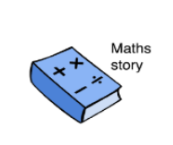 Maths
story
+ ×
− ÷